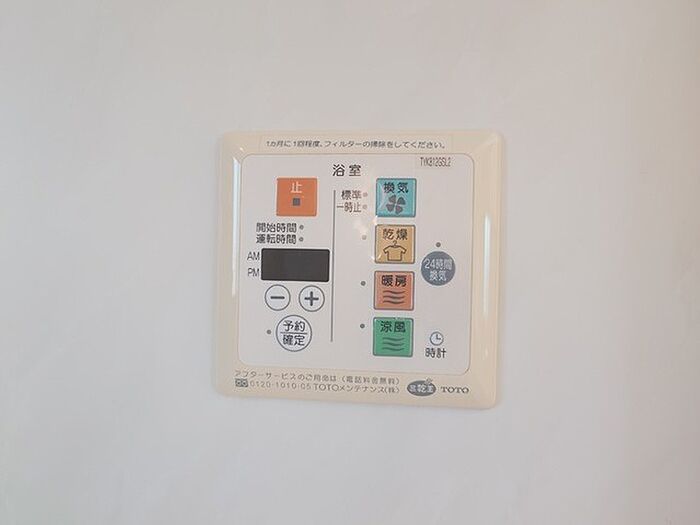 1ヵ月に1回程度、フィルターの掃除をしてください。
TYK812GSL2
浴室
止
標準
一時止
換気
開始時間
運転時間
乾燥
AM
PM
24時間
換気
暖房
− +
予約
確定
涼風
時計
アフターサービスのご用命は(電話料金無料)
0120-1010-05 TOTOメンテナンス(株)
三乾王 TOTO